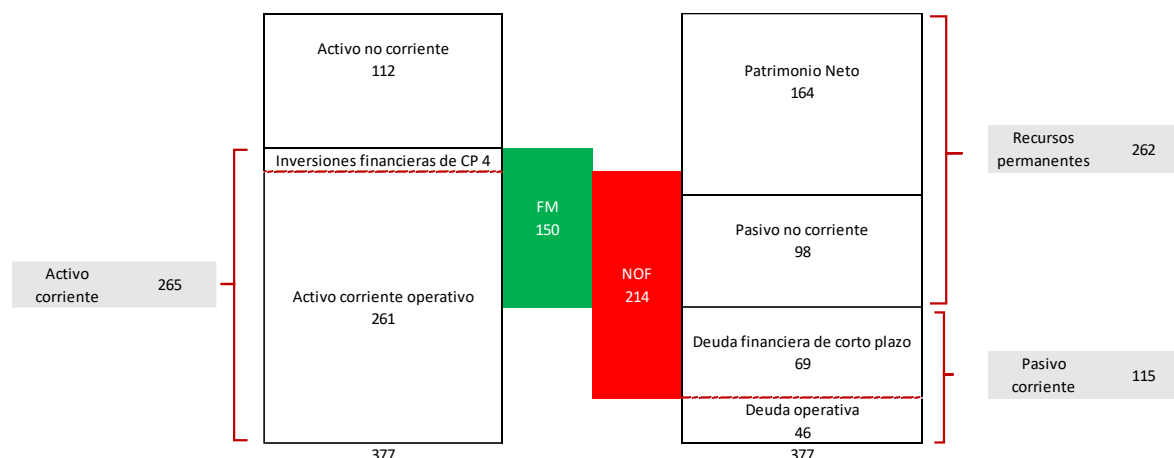 Activo no corriente
112
Inversiones financieras de CP 4
Activo corriente operativo
261
377
Activo
corriente
265
FM
150
NOF
214
Patrimonio Neto
164
Pasivo no corriente
98
Deuda financiera de corto plazo
69
Deuda operativa
46
377
Recursos
permanentes
262
Pasivo
corriente
115